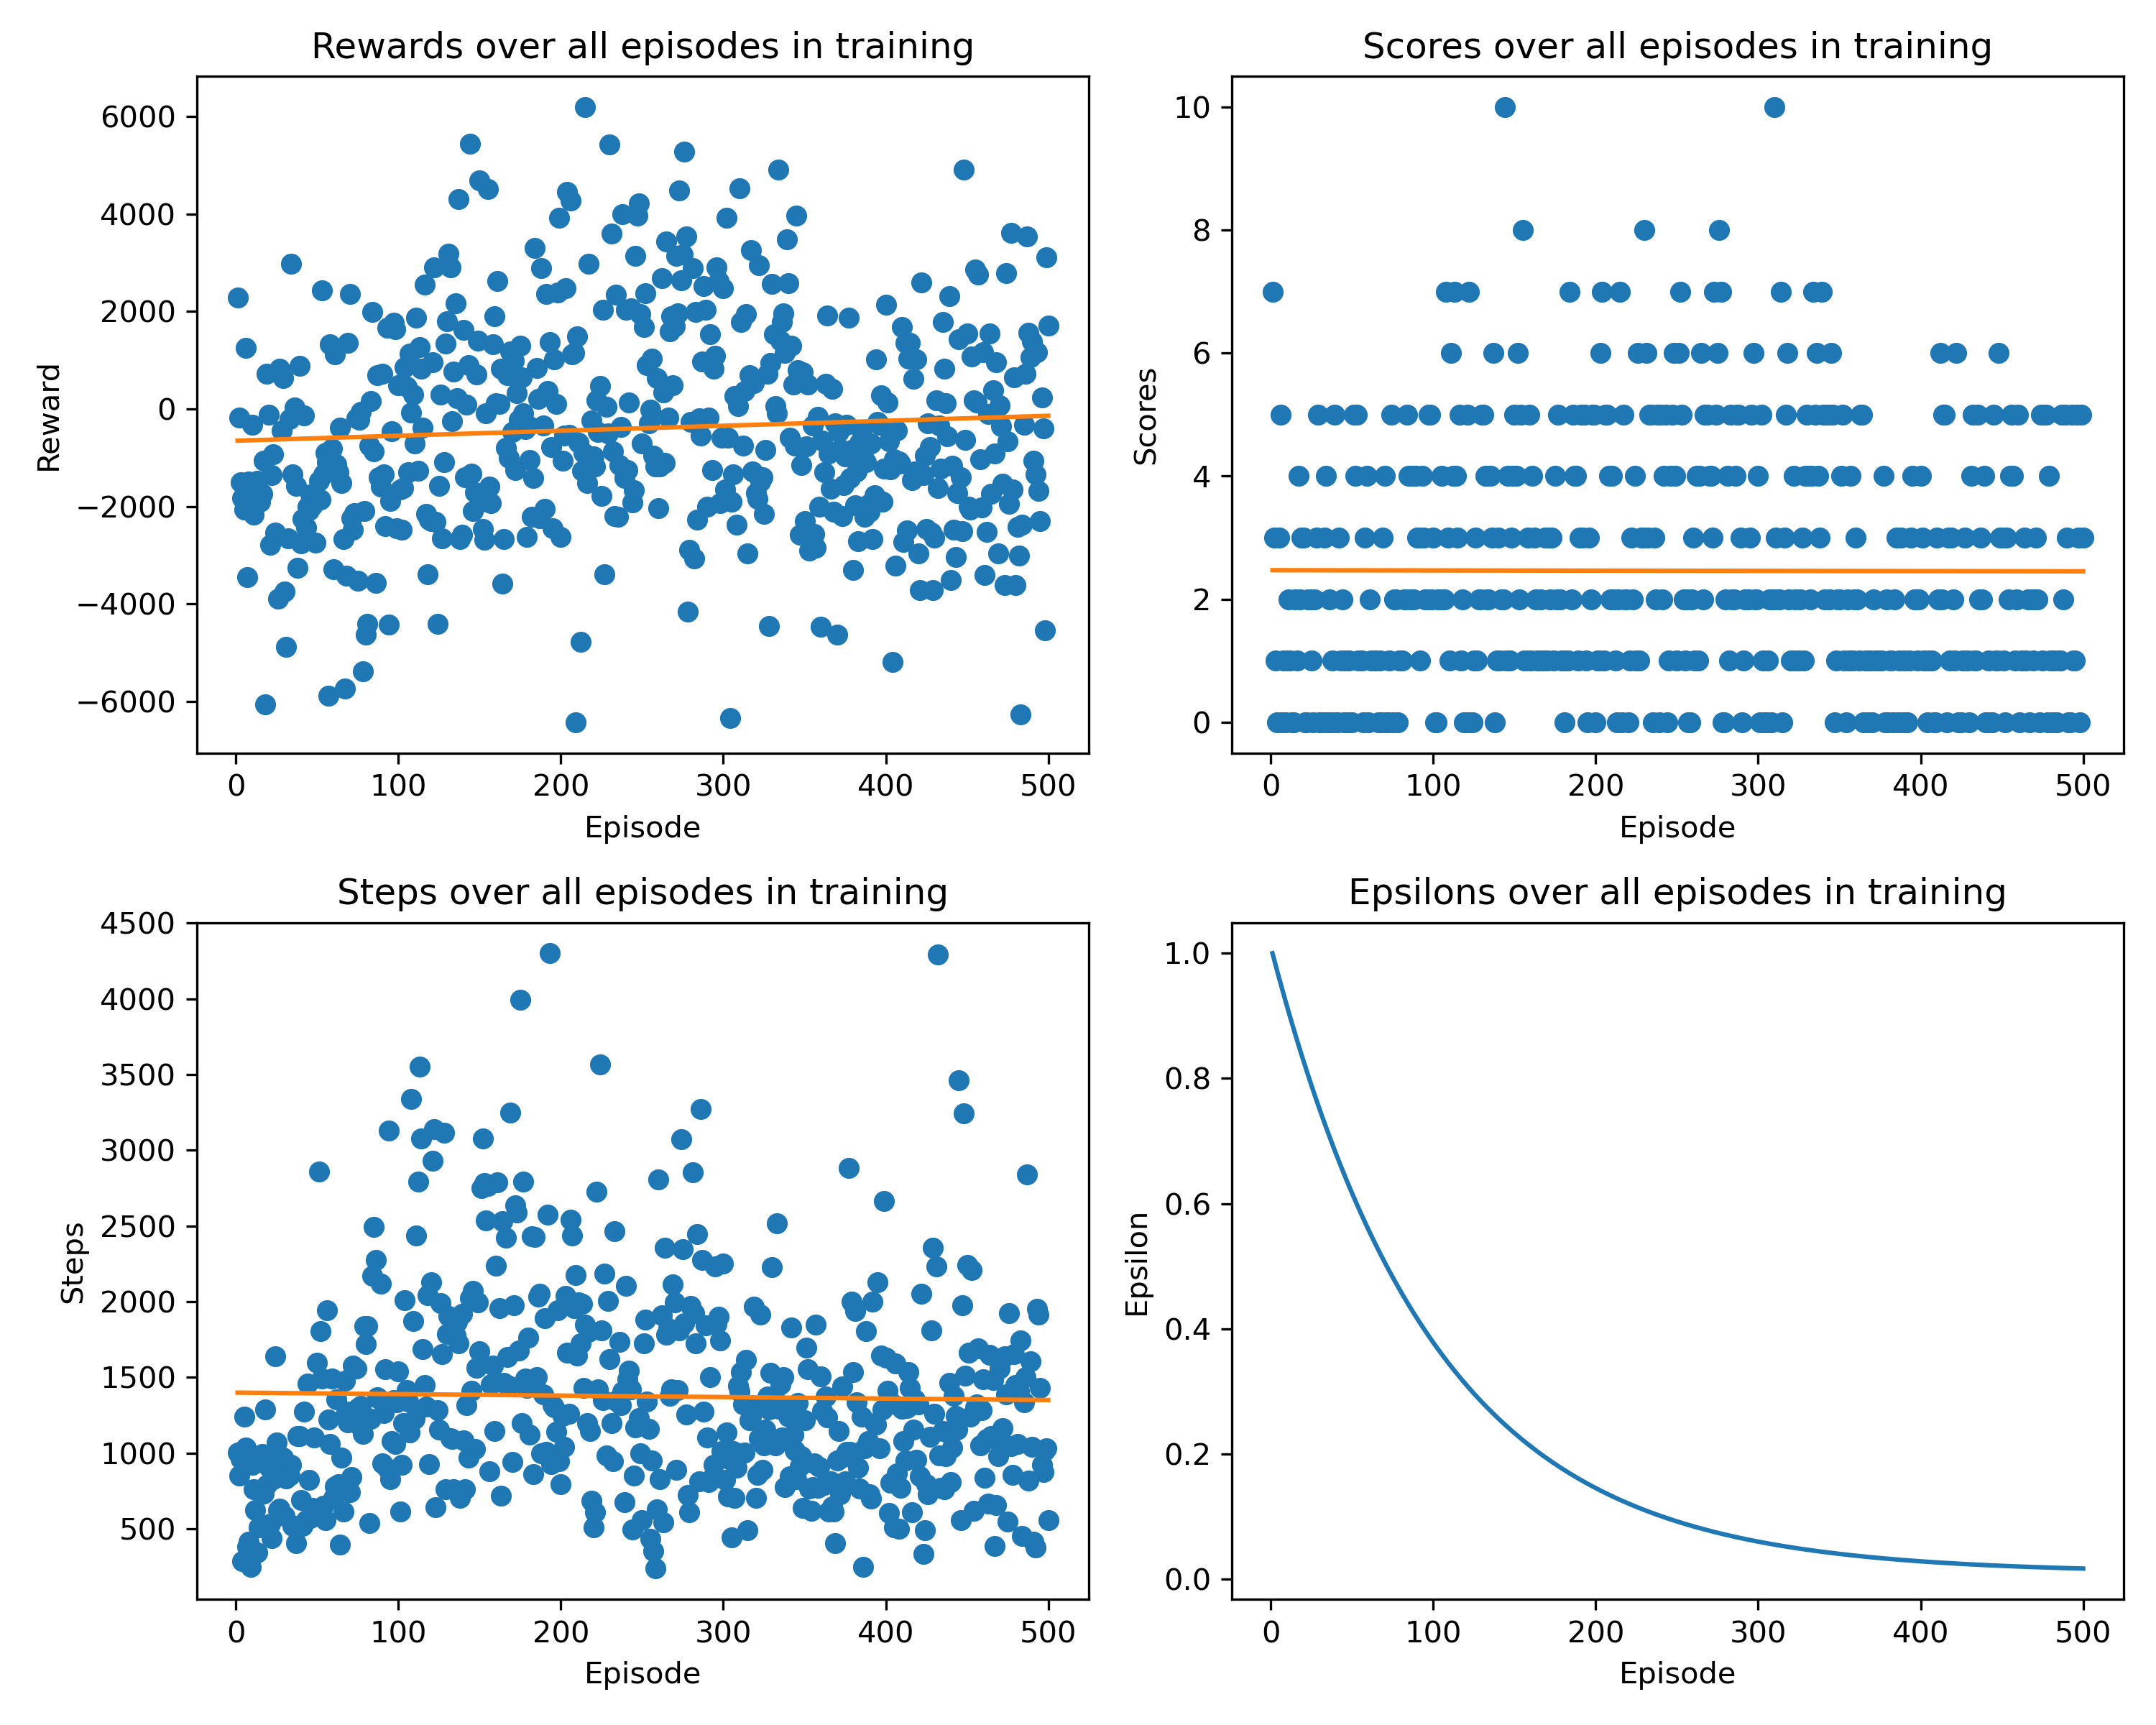 Rewards over all episodes in training
6000
4000
2000
0
−2000
−4000
−6000
Reward
0 100 200 300 400 500
Episode
Scores over all episodes in training
10
8
6
4
2
0
Scores
0 100 200 300 400 500
Episode
Steps over all episodes in training
4500
4000
3500
3000
2500
2000
1500
1000
500
Steps
0 100 200 300 400 500
Episode
Epsilons over all episodes in training
1.0
0.8
0.6
0.4
0.2
0.0
Epsilon
0 100 200 300 400 500
Episode